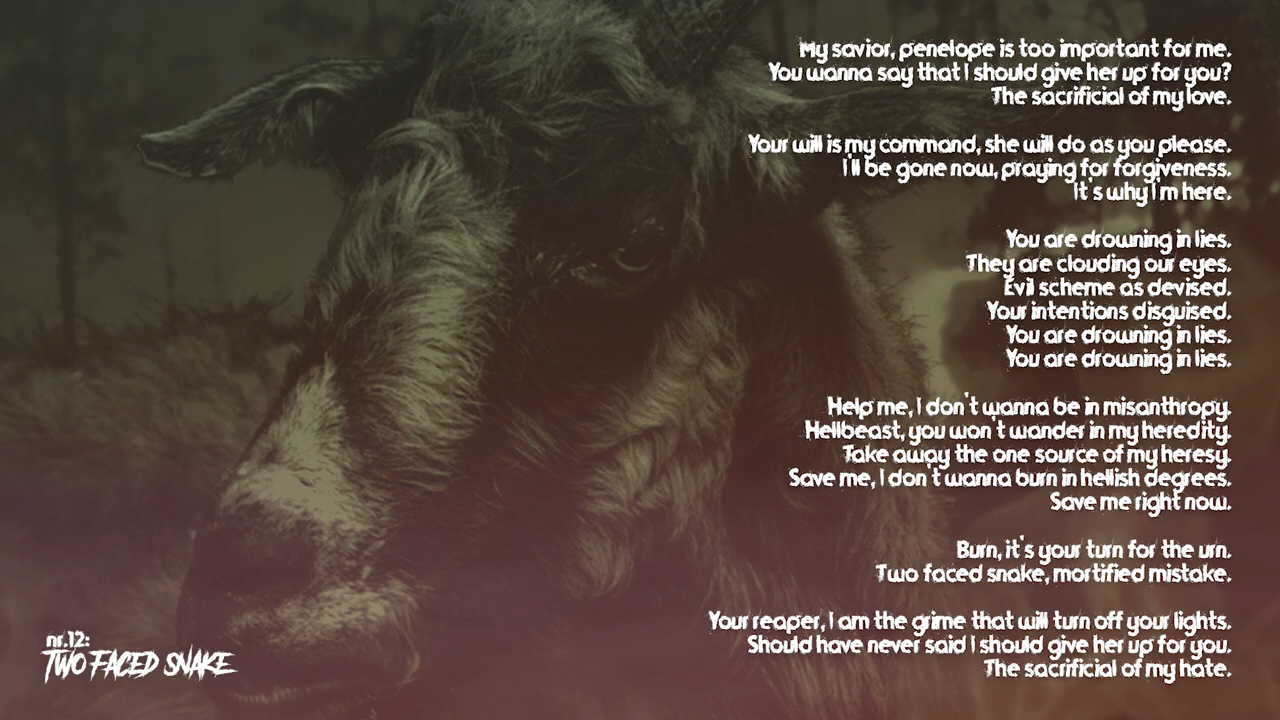 My savior, penelope is too important for me.
You wanna say that I should give her up for you?
The sacrificial of my love.
Your will is my command, she will do as you please.
I'll be gone now, praying for forgiveness.
It's why I'm here.
You are drowning in lies.
They are clouding our eyes.
Evil scheme as devised.
Your intentions disguised.
You are drowning in lies.
You are drowning in lies.
Help me, I don't wanna be in misanthropy.
Hellbeast, you won't wander in my heredity.
Take away the one source of my heresy.
Save me, I don't wanna burn in hellish degrees.
Save me right now.
Burn, it's your turn for the urn.
Two faced snake, mortified mistake.
Your reaper, I am the grime that will turn off your lights.
Should have never said I should give her up for you.
The sacrificial of my hate.
nr.12:
TWO FACED SNAKE